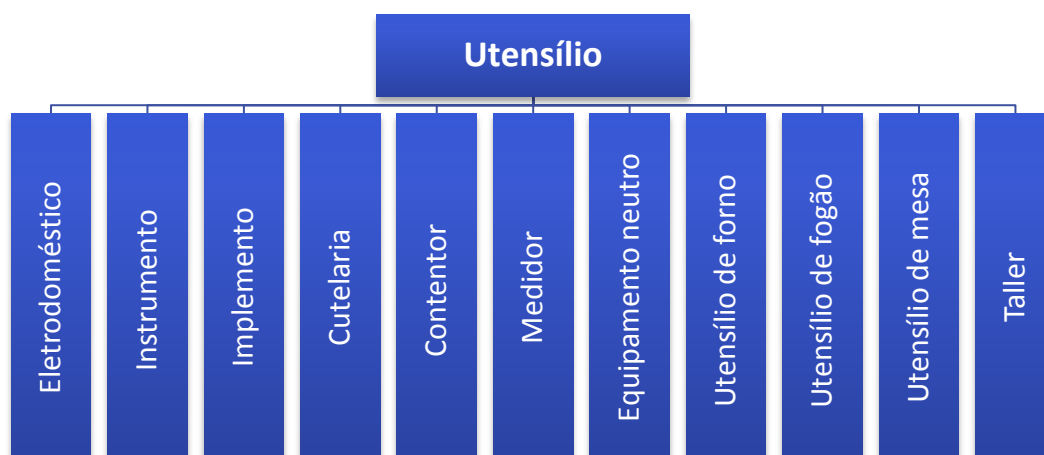 Utensílio
Eletrodoméstico
Instrumento
Implemento
Cutelaria
Contentor
Medidor
Equipamento neutro
Utensílio de forno
Utensílio de fogão
Utensílio de mesa
Taller